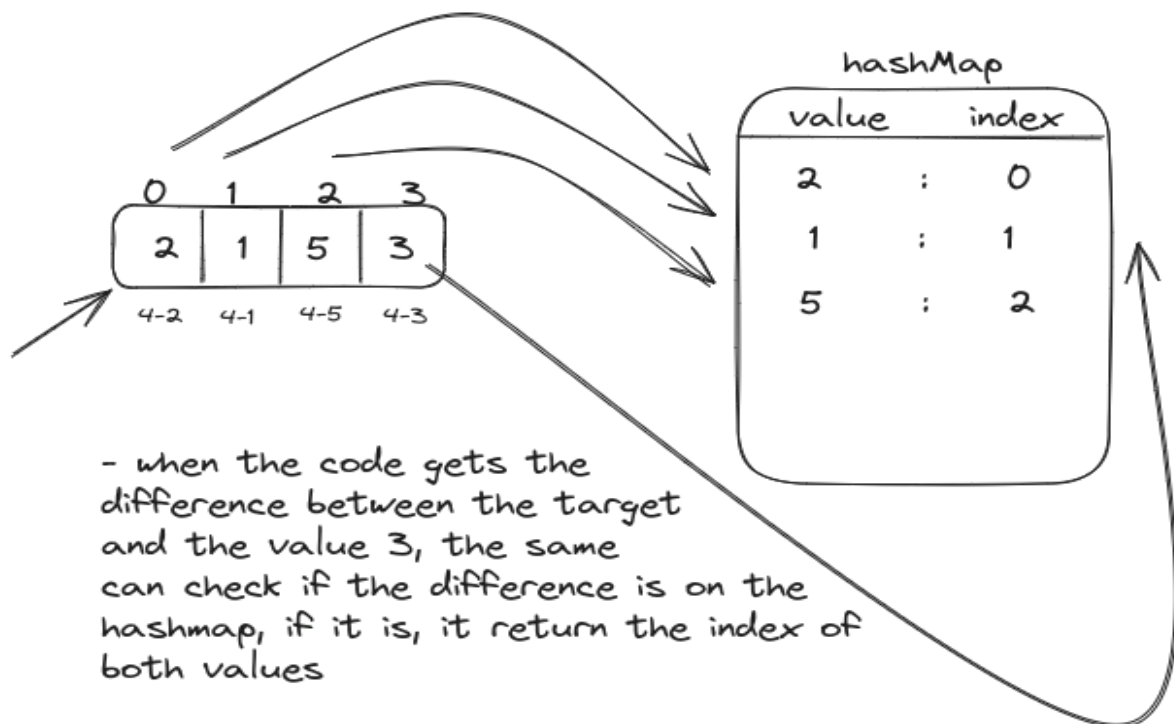 hashMap
value index
2 : 0
1 : 1
5 : 2
0 1 2 3
2 1 5 3
4-2 4-1 4-5 4-3
- when the code gets the
difference between the target
and the value 3, the same
can check if the difference is on the
hashmap, if it is, it return the index of
both values